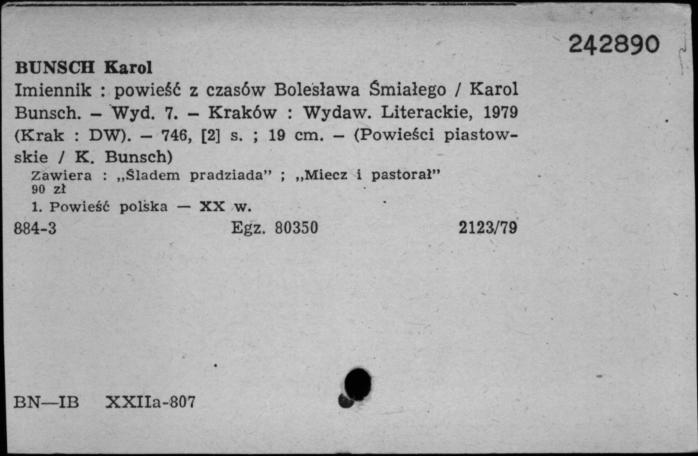 242890
BUNSCH Karol
Imiennik : powieść z czasów Bolesława Śmiałego / Karol
Bunsch. — Wyd. 7. — Kraków : Wydaw. Literackie, 1979
(Krak : DW). — 746, [2] s. ; 19 cm. — (Powieści piastow-
skie / K. Bunsch)
Zawiera : „Śladem pradziada" ; „Miecz i pastorał"
90 zł
1. Powieść polska — XX w.
884-3 Egz. 80350 2123/79
BN—IB XXIIa-807